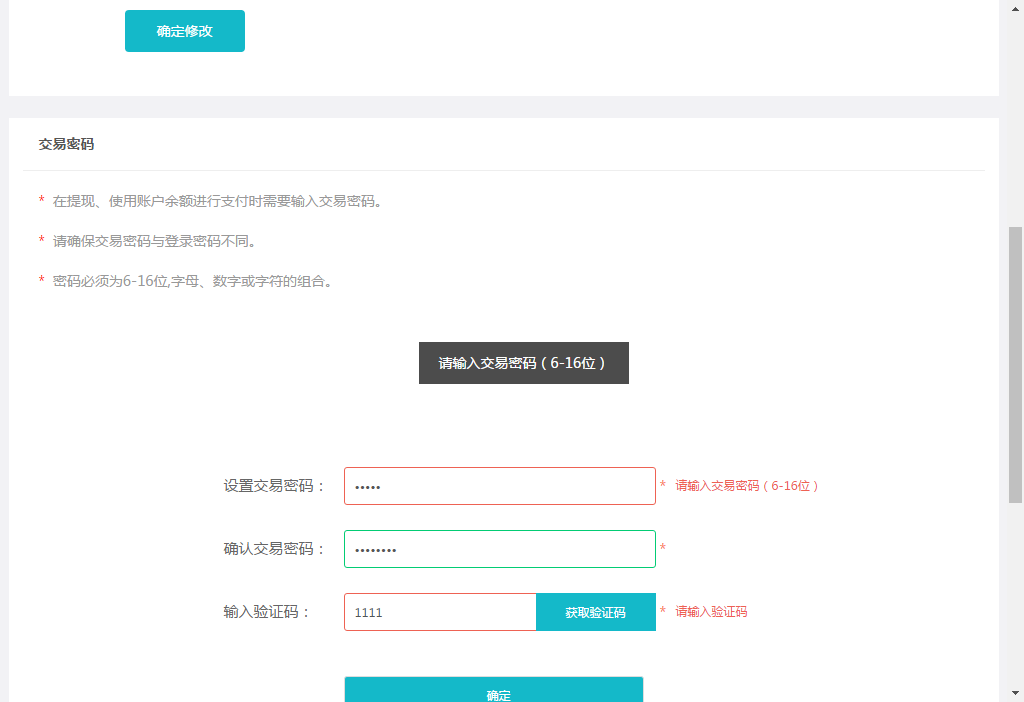 确定修改
交易密码
* 在提现、使用账户余额进行支付时需要输入交易密码。
* 请确保交易密码与登录密码不同。
* 密码必须为6-16位,字母、数字或字符的组合。
请输入交易密码（6-16位）
设置交易密码： ••••• * 请输入交易密码（6-16位）
确认交易密码： •••••••• *
输入验证码： 1111 获取验证码 * 请输入验证码
确定